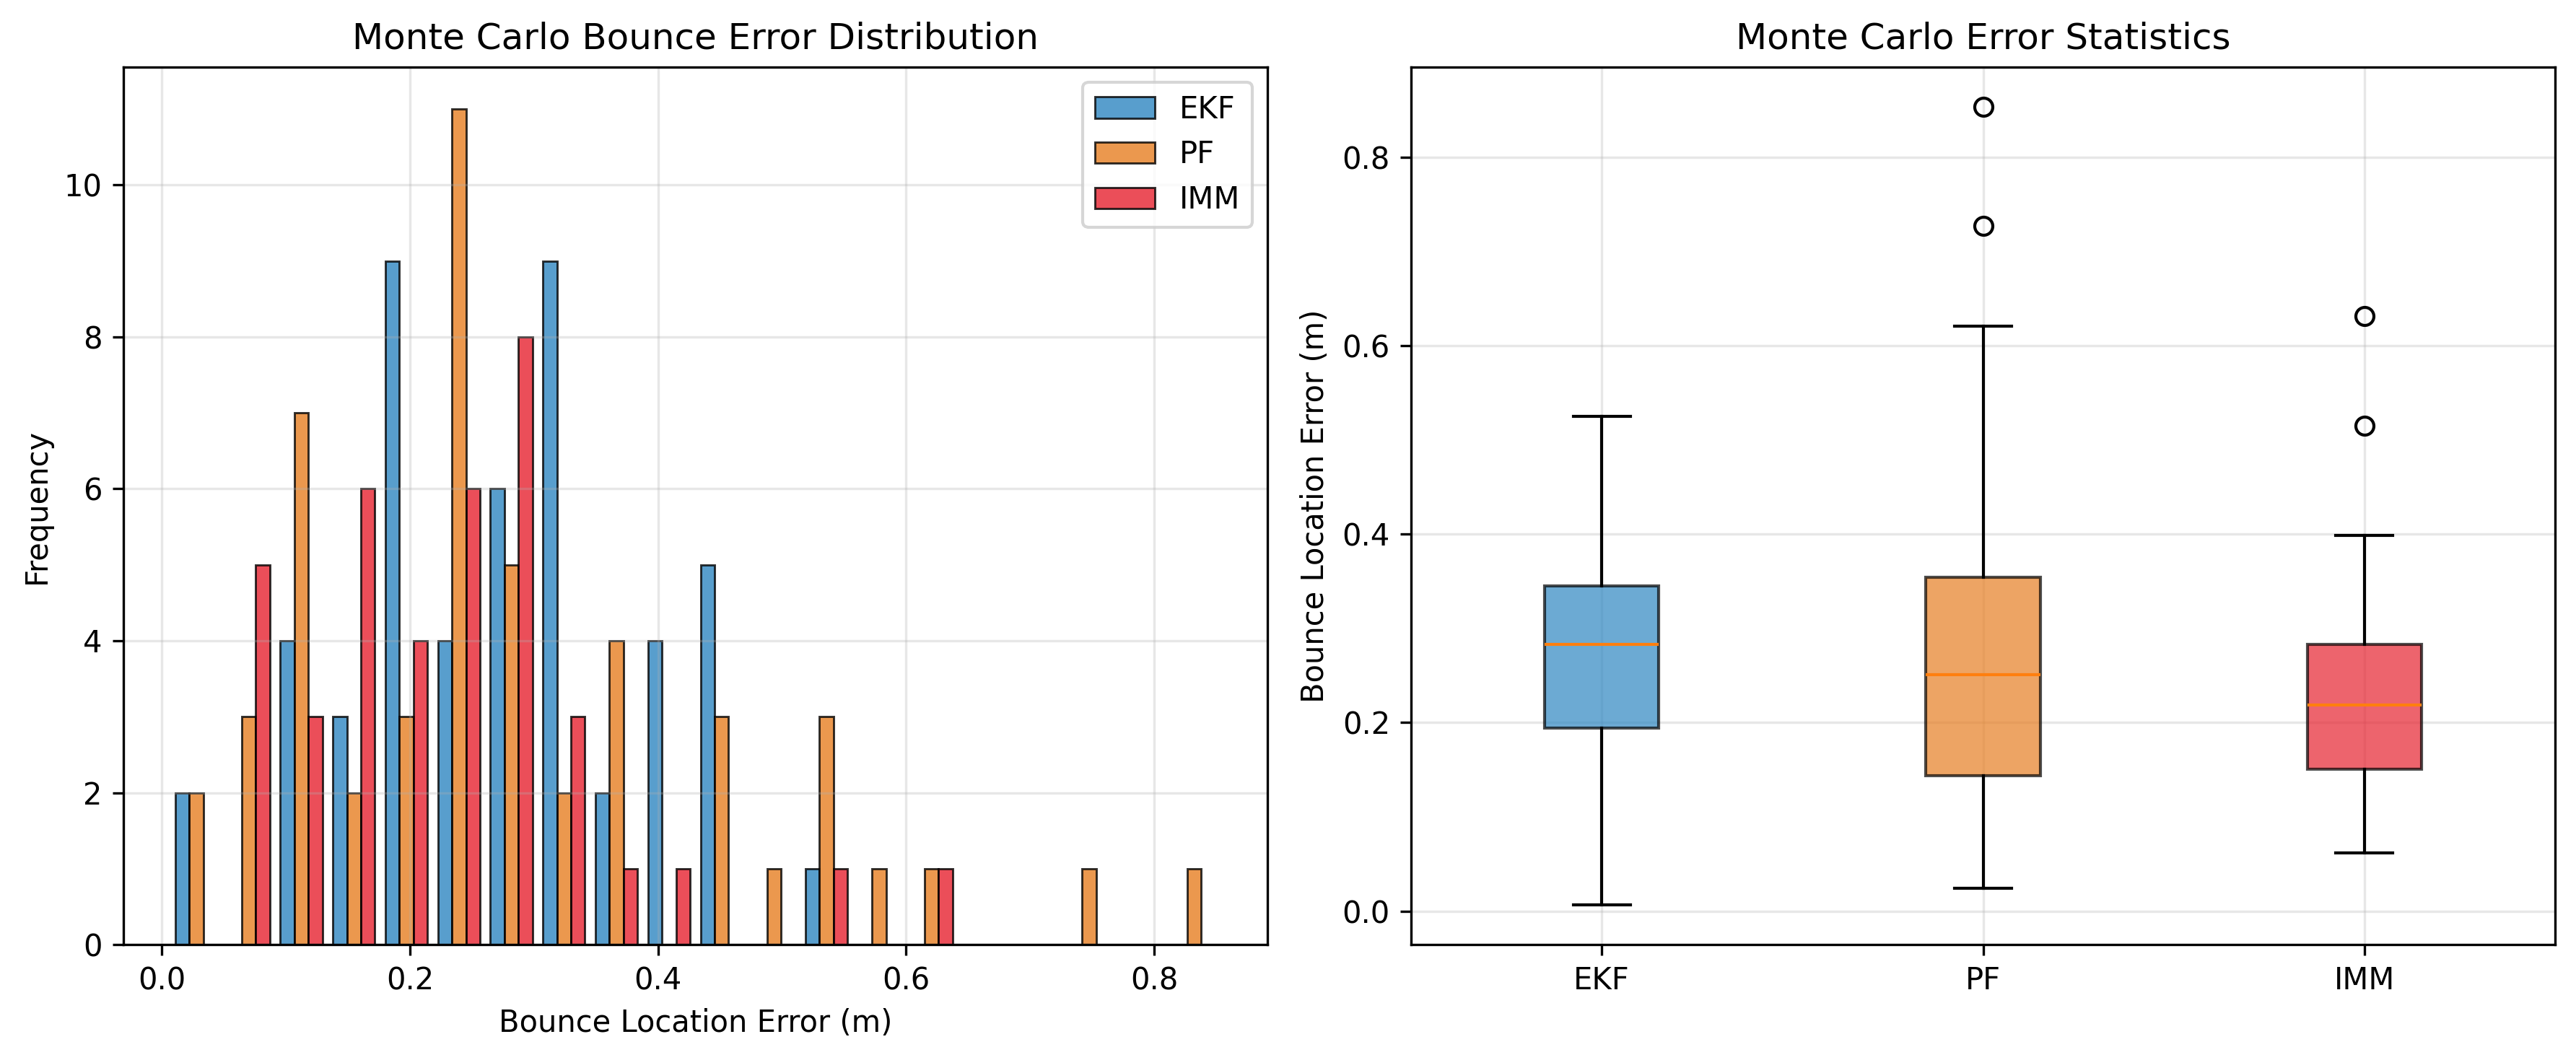 Monte Carlo Bounce Error Distribution
Frequency
10
8
6
4
2
0
0.0 0.2 0.4 0.6 0.8
Bounce Location Error (m)
EKF
PF
IMM
Monte Carlo Error Statistics
Bounce Location Error (m)
0.8
0.6
0.4
0.2
0.0
EKF PF IMM